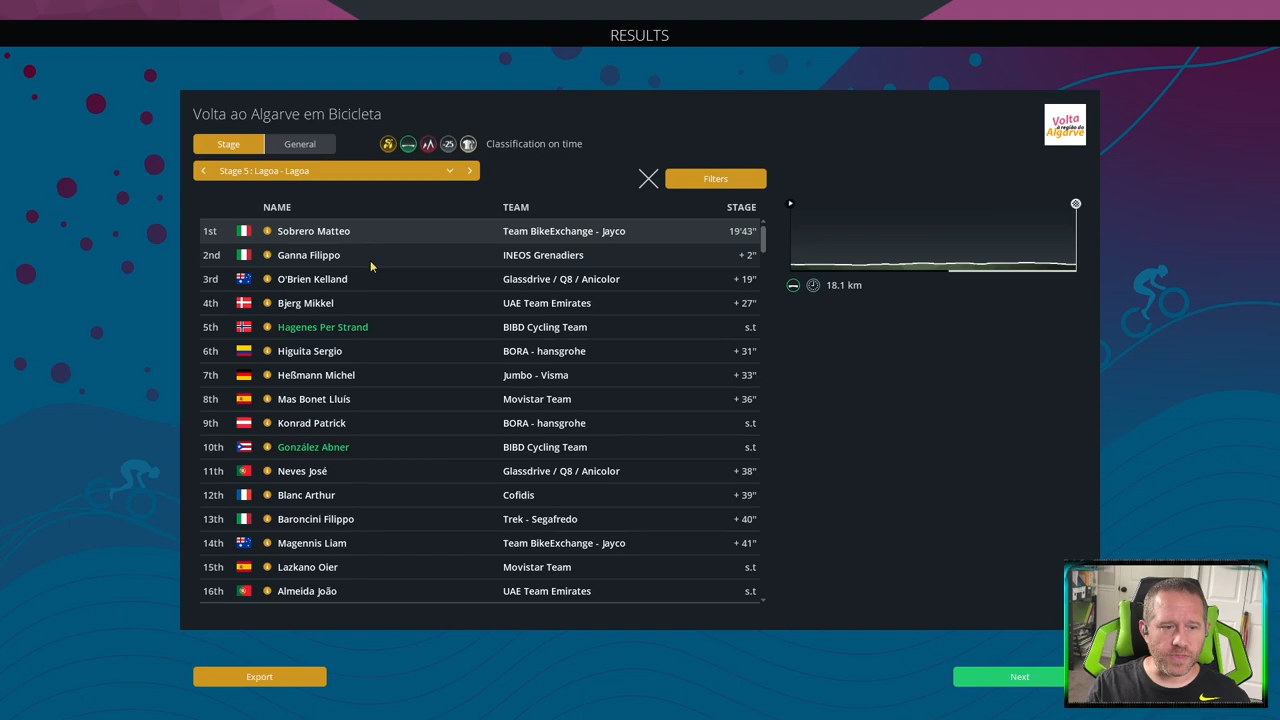 RESULTS
Volta ao Algarve em Bicicleta
Volta
à região do
Algarve
Stage General -25 Classification on time
Stage 5 : Lagoa - Lagoa
Filters
NAME TEAM STAGE
1st Sobrero Matteo Team BikeExchange - Jayco 19'43''
2nd Ganna Filippo INEOS Grenadiers + 2''
3rd O'Brien Kelland Glassdrive / Q8 / Anicolor + 19''
4th Bjerg Mikkel UAE Team Emirates + 27''
5th Hagenes Per Strand BIBD Cycling Team s.t
6th Higuita Sergio BORA - hansgrohe + 31''
7th Heßmann Michel Jumbo - Visma + 33''
8th Mas Bonet Lluís Movistar Team + 36''
9th Konrad Patrick BORA - hansgrohe s.t
10th González Abner BIBD Cycling Team s.t
11th Neves José Glassdrive / Q8 / Anicolor + 38''
12th Blanc Arthur Cofidis + 39''
13th Baroncini Filippo Trek - Segafredo + 40''
14th Magennis Liam Team BikeExchange - Jayco + 41''
15th Lazkano Oier Movistar Team s.t
16th Almeida João UAE Team Emirates s.t
18.1 km
Export
Next